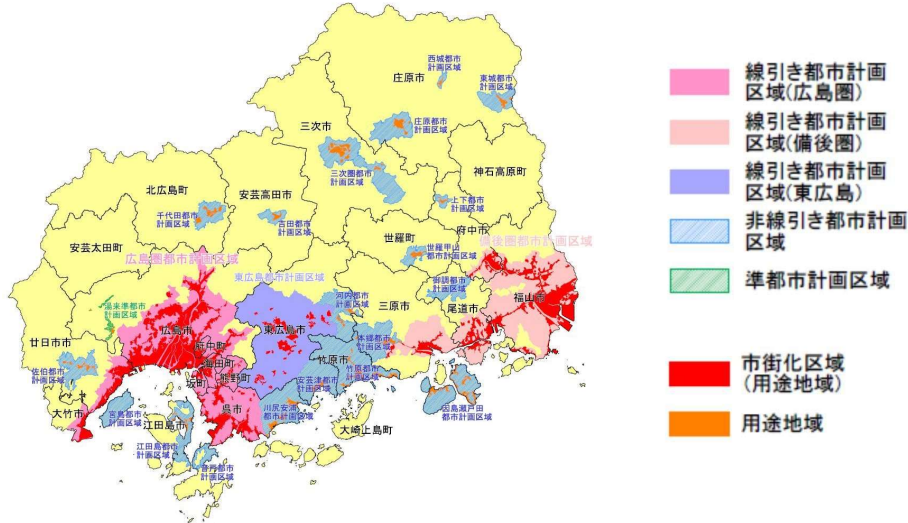 西城都市
計画区域
庄原市
東城都市
計画区域
庄原都市
計画区域
三次市
三次圏都市
計画区域
神石高原町
北広島町
安芸高田市
上下都市
計画区域
千代田都市
計画区域
吉田都市
計画区域
府中市
世羅町
安芸太田町
世羅甲山
都市計画区域
備後圏都市計画区域
広島圏都市計画区域
東広島都市計画区域
御調都市
計画区域
河内都市
計画区域
三原市
尾道市
福山市
湯来準都市
計画区域
広島市
東広島市
本郷都市
計画区域
廿日市市
府中町
海田町
竹原市
佐伯都市
計画区域
坂町
熊野町
安芸津都市
計画区域
竹原都市
計画区域
大竹市
呉市
宮島都市
計画区域
川尻安浦
都市計画区域
因島瀬戸田
都市計画区域
江田島市
大崎上島町
江田島都市
計画区域
音戸都市
計画区域
線引き都市計画
区域(広島圏)
線引き都市計画
区域(備後圏)
線引き都市計画
区域(東広島)
非線引き都市計画
区域
準都市計画区域
市街化区域
(用途地域)
用途地域